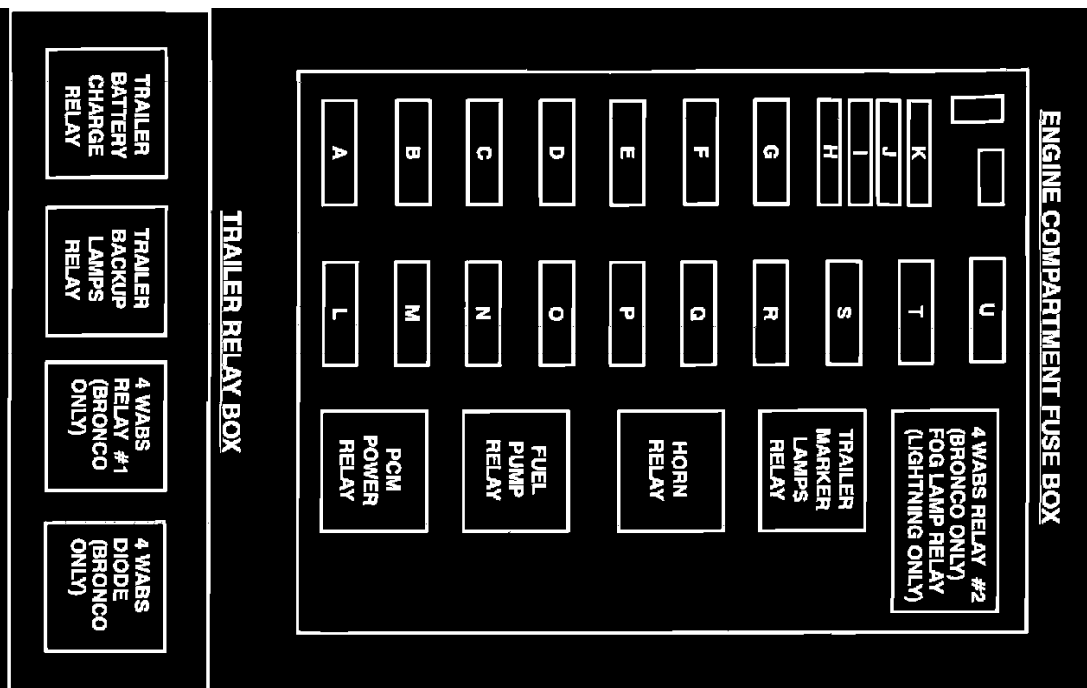 ENGINE COMPARTMENT FUSE BOX
U
4 WABS RELAY #2
(BRONCO ONLY)
FOG LAMP RELAY
(LIGHTNING ONLY)
K
T
J
I
H
S
TRAILER
MARKER
LAMPS
RELAY
G
R
F
Q
HORN
RELAY
E
P
D
O
FUEL
PUMP
RELAY
C
N
B
M
PCM
POWER
RELAY
A
L
TRAILER RELAY BOX
TRAILER
BATTERY
CHARGE
RELAY
TRAILER
BACKUP
LAMPS
RELAY
4 WABS
RELAY #1
(BRONCO
ONLY)
4 WABS
DIODE
(BRONCO
ONLY)